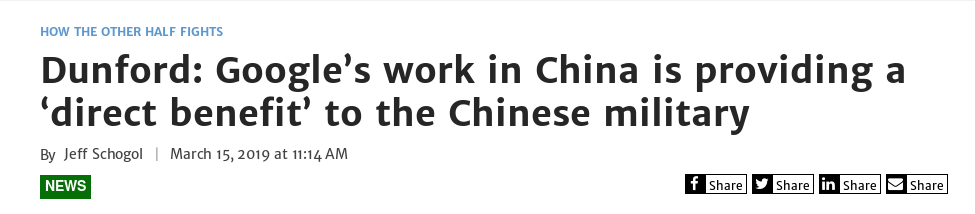 HOW THE OTHER HALF FIGHTS
Dunford: Google’s work in China is providing a
‘direct benefit’ to the Chinese military
By Jeff Schogol | March 15, 2019 at 11:14 AM
NEWS
f Share Share in Share Share